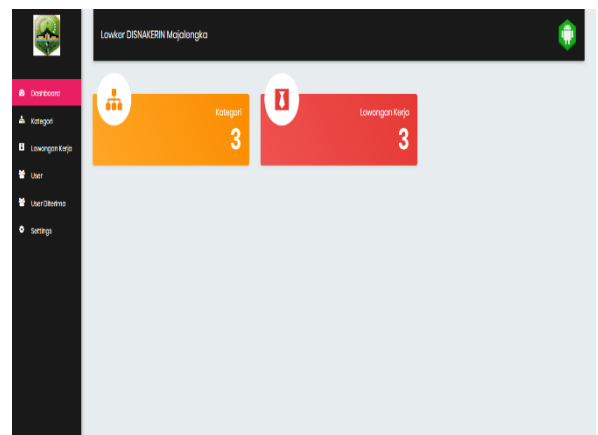 Lowker DISNAKERIN Majalengka
Dashboard
Kategori
Lowongan Kerja
User
User Diterima
Settings
Kategori
3
Lowongan Kerja
3